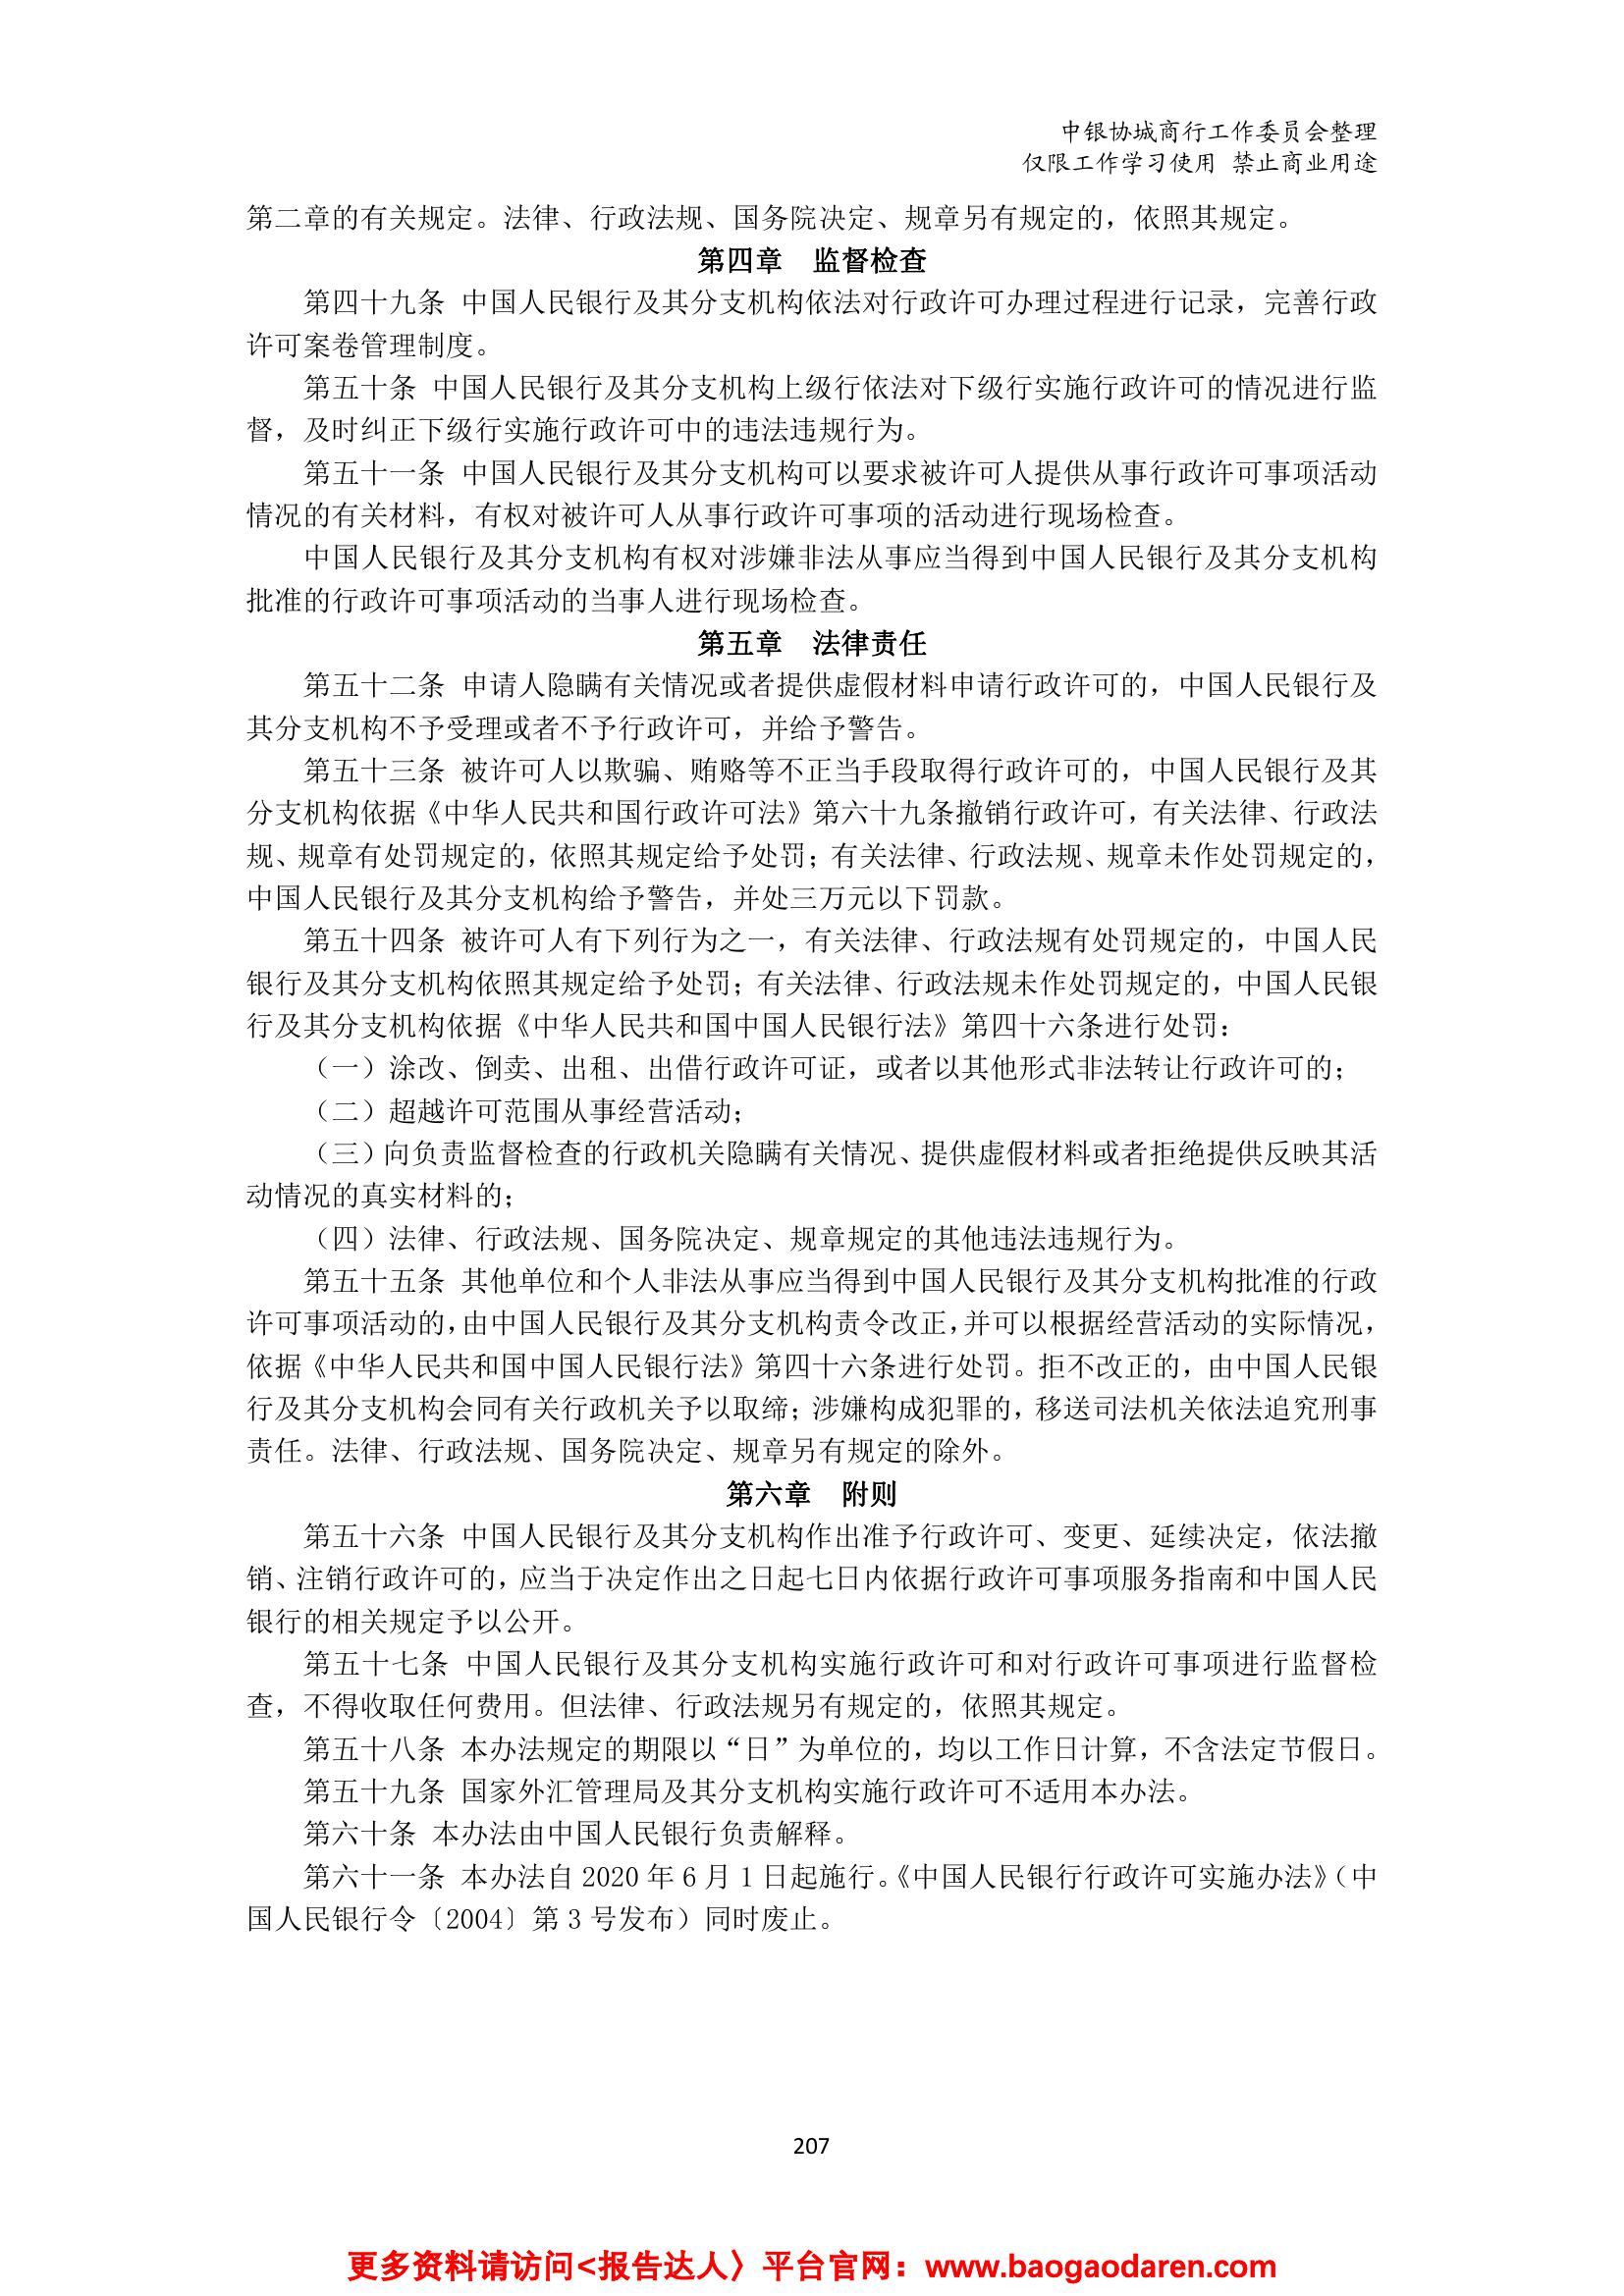 中银协城商行工作委员会整理
仅限工作学习使用 禁止商业用途
第二章的有关规定。法律、行政法规、国务院决定、规章另有规定的，依照其规定。
第四章 监督检查
第四十九条 中国人民银行及其分支机构依法对行政许可办理过程进行记录，完善行政
许可案卷管理制度。
第五十条 中国人民银行及其分支机构上级行依法对下级行实施行政许可的情况进行监
督，及时纠正下级行实施行政许可中的违法违规行为。
第五十一条 中国人民银行及其分支机构可以要求被许可人提供从事行政许可事项活动
情况的有关材料，有权对被许可人从事行政许可事项的活动进行现场检查。
中国人民银行及其分支机构有权对涉嫌非法从事应当得到中国人民银行及其分支机构
批准的行政许可事项活动的当事人进行现场检查。
第五章 法律责任
第五十二条 申请人隐瞒有关情况或者提供虚假材料申请行政许可的，中国人民银行及
其分支机构不予受理或者不予行政许可，并给予警告。
第五十三条 被许可人以欺骗、贿赂等不正当手段取得行政许可的，中国人民银行及其
分支机构依据《中华人民共和国行政许可法》第六十九条撤销行政许可，有关法律、行政法
规、规章有处罚规定的，依照其规定给予处罚；有关法律、行政法规、规章未作处罚规定的，
中国人民银行及其分支机构给予警告，并处三万元以下罚款。
第五十四条 被许可人有下列行为之一，有关法律、行政法规有处罚规定的，中国人民
银行及其分支机构依照其规定给予处罚；有关法律、行政法规未作处罚规定的，中国人民银
行及其分支机构依据《中华人民共和国中国人民银行法》第四十六条进行处罚：
（一）涂改、倒卖、出租、出借行政许可证，或者以其他形式非法转让行政许可的；
（二）超越许可范围从事经营活动；
（三）向负责监督检查的行政机关隐瞒有关情况、提供虚假材料或者拒绝提供反映其活
动情况的真实材料的；
（四）法律、行政法规、国务院决定、规章规定的其他违法违规行为。
第五十五条 其他单位和个人非法从事应当得到中国人民银行及其分支机构批准的行政
许可事项活动的，由中国人民银行及其分支机构责令改正，并可以根据经营活动的实际情况，
依据《中华人民共和国中国人民银行法》第四十六条进行处罚。拒不改正的，由中国人民银
行及其分支机构会同有关行政机关予以取缔；涉嫌构成犯罪的，移送司法机关依法追究刑事
责任。法律、行政法规、国务院决定、规章另有规定的除外。
第六章 附则
第五十六条 中国人民银行及其分支机构作出准予行政许可、变更、延续决定，依法撤
销、注销行政许可的，应当于决定作出之日起七日内依据行政许可事项服务指南和中国人民
银行的相关规定予以公开。
第五十七条 中国人民银行及其分支机构实施行政许可和对行政许可事项进行监督检
查，不得收取任何费用。但法律、行政法规另有规定的，依照其规定。
第五十八条 本办法规定的期限以“日”为单位的，均以工作日计算，不含法定节假日。
第五十九条 国家外汇管理局及其分支机构实施行政许可不适用本办法。
第六十条 本办法由中国人民银行负责解释。
第六十一条 本办法自 2020 年 6 月 1 日起施行。《中国人民银行行政许可实施办法》（中
国人民银行令〔2004〕第 3 号发布）同时废止。
207
更多资料请访问<报告达人〉平台官网：www.baogaodaren.com